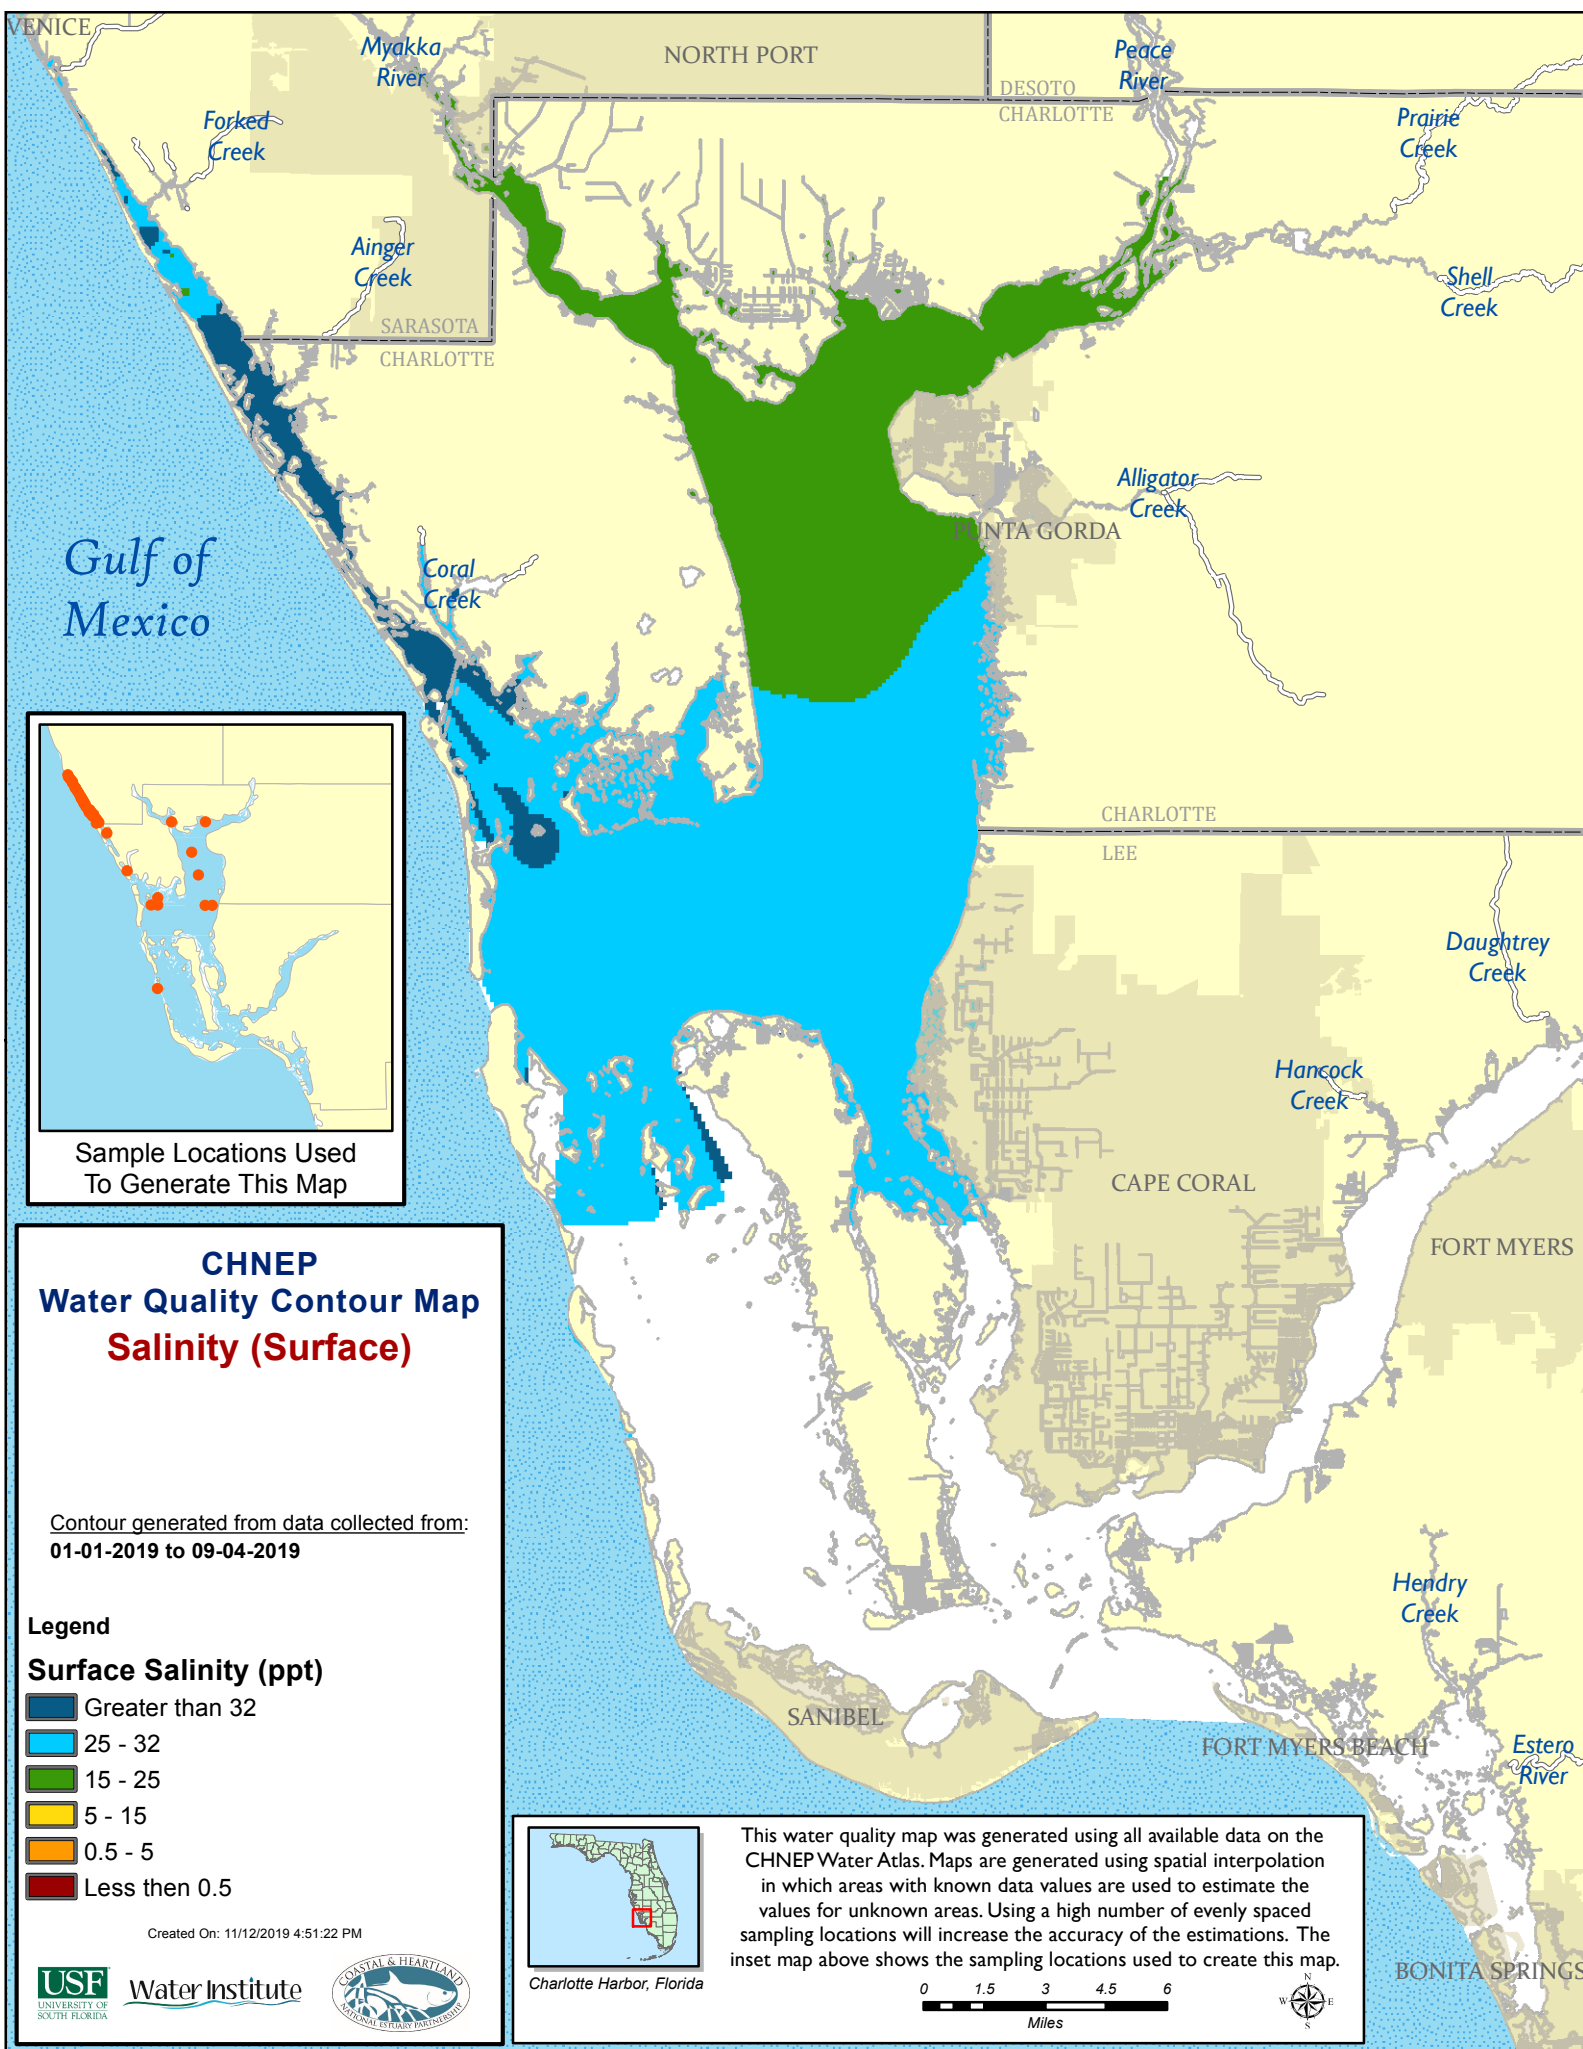 VENICE
Myakka
River
NORTH PORT
Peace
River
DESOTO
CHARLOTTE
Forked
Creek
Prairie
Creek
Ainger
Creek
Shell
Creek
SARASOTA
CHARLOTTE
Alligator
Creek
PUNTA GORDA
Gulf of
Mexico
Coral
Creek
CHARLOTTE
LEE
Daughtrey
Creek
Hancock
Creek
CAPE CORAL
FORT MYERS
Sample Locations Used
To Generate This Map
CHNEP
Water Quality Contour Map
Salinity (Surface)
Contour generated from data collected from:
01-01-2019 to 09-04-2019
Legend
Surface Salinity (ppt)
Greater than 32
25 - 32
15 - 25
5 - 15
0.5 - 5
Less then 0.5
Created On: 11/12/2019 4:51:22 PM
USF
UNIVERSITY OF
SOUTH FLORIDA
Water Institute
COASTAL & HEARTLAND
NATIONAL ESTUARY PARTNERSHIP
Hendry
Creek
SANIBEL
FORT MYERS BEACH
Estero
River
BONITA SPRINGS
Charlotte Harbor, Florida
This water quality map was generated using all available data on the
CHNEP Water Atlas. Maps are generated using spatial interpolation
in which areas with known data values are used to estimate the
values for unknown areas. Using a high number of evenly spaced
sampling locations will increase the accuracy of the estimations. The
inset map above shows the sampling locations used to create this map.
0 1.5 3 4.5 6
Miles
N
W E
S